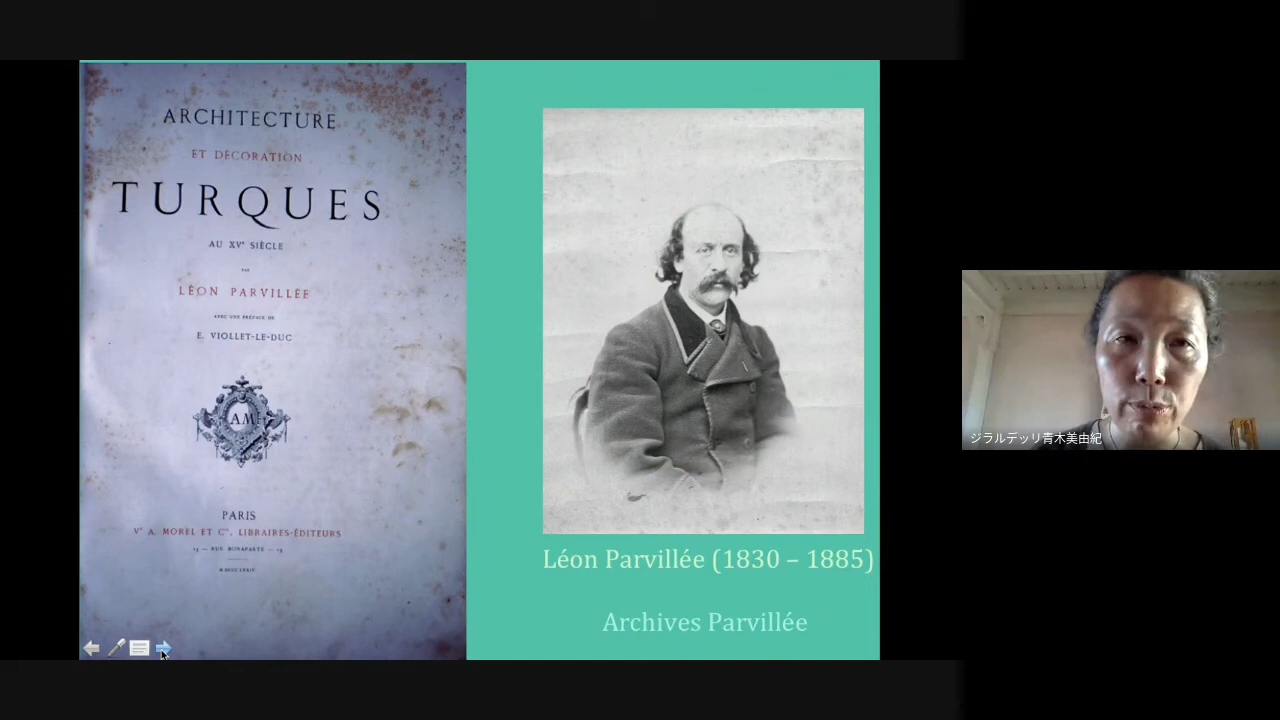 ARCHITECTURE
ET DÉCORATION
TURQUES
AU XVᵉ SIÈCLE
PAR
LÉON PARVILLÉE
AVEC UNE PRÉFACE DE
E. VIOLLET-LE-DUC
AM
PARIS
Vᵉ A. MOREL ET Cⁱᵉ, LIBRAIRES-ÉDITEURS
13 — RUE BONAPARTE — 13
M DCCC LXXIV
Léon Parvillée (1830 – 1885)
Archives Parvillée
ジラルデッリ青木美由紀